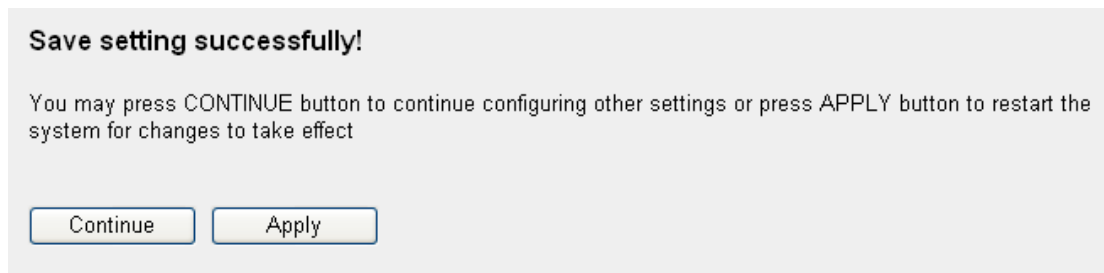 Save setting successfully!
You may press CONTINUE button to continue configuring other settings or press APPLY button to restart the
system for changes to take effect
Continue Apply